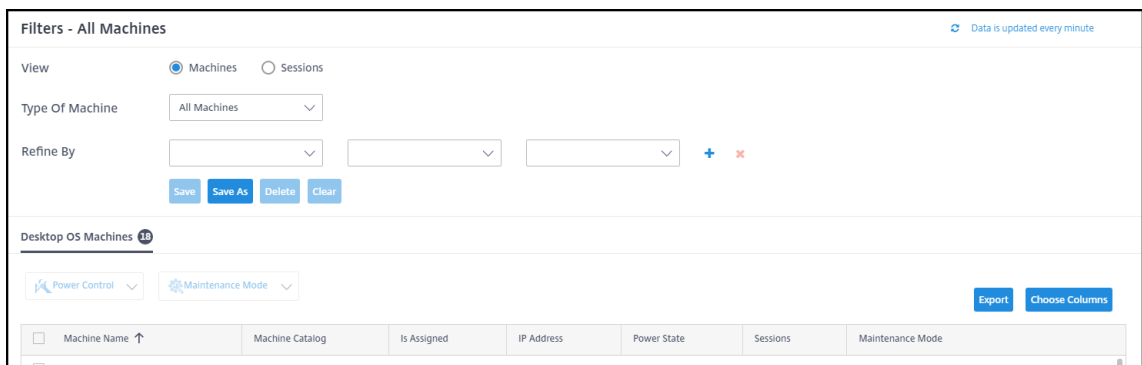 Filters - All Machines
Data is updated every minute
View Machines Sessions
Type Of Machine All Machines
Refine By
Save Save As Delete Clear
Desktop OS Machines 18
Power Control Maintenance Mode
Export Choose Columns
Machine Name Machine Catalog Is Assigned IP Address Power State Sessions Maintenance Mode